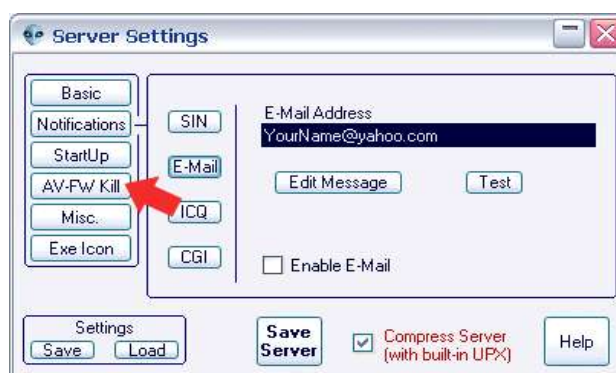 Server Settings
Basic
Notifications
StartUp
AV-FW Kill
Misc.
Exe Icon
SIN
E-Mail
ICQ
CGI
E-Mail Address
YourName@yahoo.com
Edit Message
Test
Enable E-Mail
Settings
Save
Load
Save
Server
Compress Server
(with built-in UPX)
Help